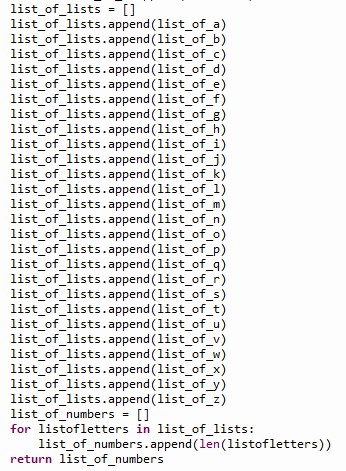 list_of_lists = []
list_of_lists.append(list_of_a)
list_of_lists.append(list_of_b)
list_of_lists.append(list_of_c)
list_of_lists.append(list_of_d)
list_of_lists.append(list_of_e)
list_of_lists.append(list_of_f)
list_of_lists.append(list_of_g)
list_of_lists.append(list_of_h)
list_of_lists.append(list_of_i)
list_of_lists.append(list_of_j)
list_of_lists.append(list_of_k)
list_of_lists.append(list_of_l)
list_of_lists.append(list_of_m)
list_of_lists.append(list_of_n)
list_of_lists.append(list_of_o)
list_of_lists.append(list_of_p)
list_of_lists.append(list_of_q)
list_of_lists.append(list_of_r)
list_of_lists.append(list_of_s)
list_of_lists.append(list_of_t)
list_of_lists.append(list_of_u)
list_of_lists.append(list_of_v)
list_of_lists.append(list_of_w)
list_of_lists.append(list_of_x)
list_of_lists.append(list_of_y)
list_of_lists.append(list_of_z)
list_of_numbers = []
for listofletters in list_of_lists:
    list_of_numbers.append(len(listofletters))
return list_of_numbers